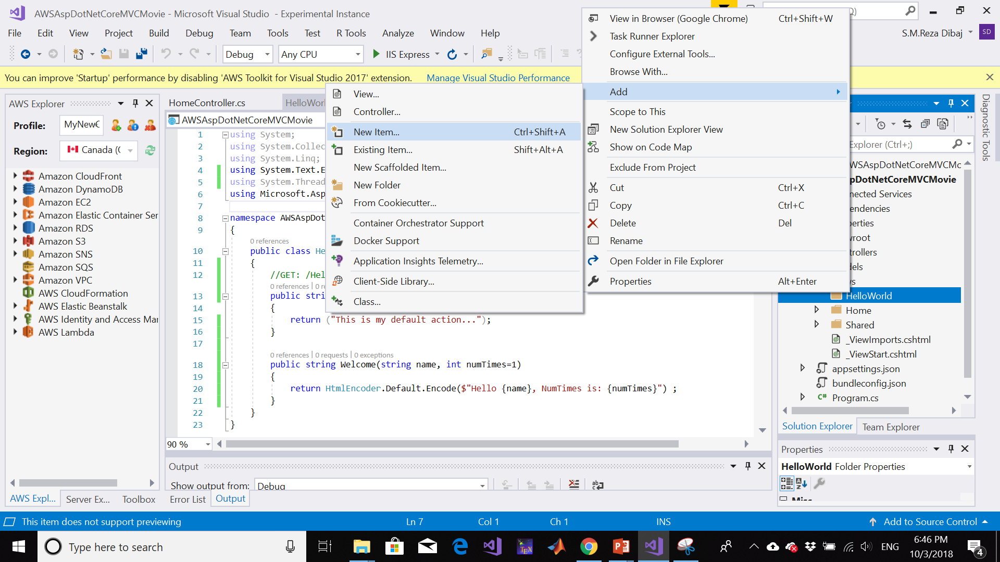 AWSAspDotNetCoreMVCMovie - Microsoft Visual Studio - Experimental Instance
File Edit View Project Build Debug Team Tools Test R Tools Analyze Window Help
S.M.Reza Dibaj SD
Debug Any CPU IIS Express
You can improve 'Startup' performance by disabling 'AWS Toolkit for Visual Studio 2017' extension. Manage Visual Studio Performance
AWS Explorer
Profile: MyNewC
Region: Canada (C
Amazon CloudFront
Amazon DynamoDB
Amazon EC2
Amazon Elastic Container Ser
Amazon RDS
Amazon S3
Amazon SNS
Amazon SQS
Amazon VPC
AWS CloudFormation
AWS Elastic Beanstalk
AWS Identity and Access Mar
AWS Lambda
AWS Expl... Server Ex... Toolbox
HomeController.cs HelloWorl
AWSAspDotNetCoreMVCMovie
1 using System;
2 using System.Collec
3 using System.Linq;
4 using System.Text.E
5 using System.Thread
6 using Microsoft.Asp
7
8 namespace AWSAspDot
9 {
0 references
10 public class He
11 {
12 //GET: /Hel
0 references | 0 re
13 public stri
14 {
15 return ("This is my default action...");
16 }
17
0 references | 0 requests | 0 exceptions
18 public string Welcome(string name, int numTimes=1)
19 {
20 return HtmlEncoder.Default.Encode($"Hello {name}, NumTimes is: {numTimes}") ;
21 }
22 }
23 }
90 %
Output
Show output from: Debug
Error List Output
View...
Controller...
New Item... Ctrl+Shift+A
Existing Item... Shift+Alt+A
New Scaffolded Item...
New Folder
From Cookiecutter...
Container Orchestrator Support
Docker Support
Application Insights Telemetry...
Client-Side Library...
Class...
View in Browser (Google Chrome) Ctrl+Shift+W
Task Runner Explorer
Configure External Tools...
Browse With...
Add
Scope to This
New Solution Explorer View
Show on Code Map
Exclude From Project
Cut Ctrl+X
Copy Ctrl+C
Delete Del
Rename
Open Folder in File Explorer
Properties Alt+Enter
Q)
Diagnostic Tools
Explorer (Ctrl+;)
WSAspDotNetCoreMVCMc
pDotNetCoreMVCMovie
nected Services
endencies
erties
wroot
trollers
dels
vs
HelloWorld
Home
Shared
_ViewImports.cshtml
_ViewStart.cshtml
appsettings.json
bundleconfig.json
C# Program.cs
Solution Explorer Team Explorer
Properties
HelloWorld Folder Properties
Misc
This item does not support previewing Ln 7 Col 1 Ch 1 INS Add to Source Control
Type here to search
ENG
6:46 PM
10/3/2018
4